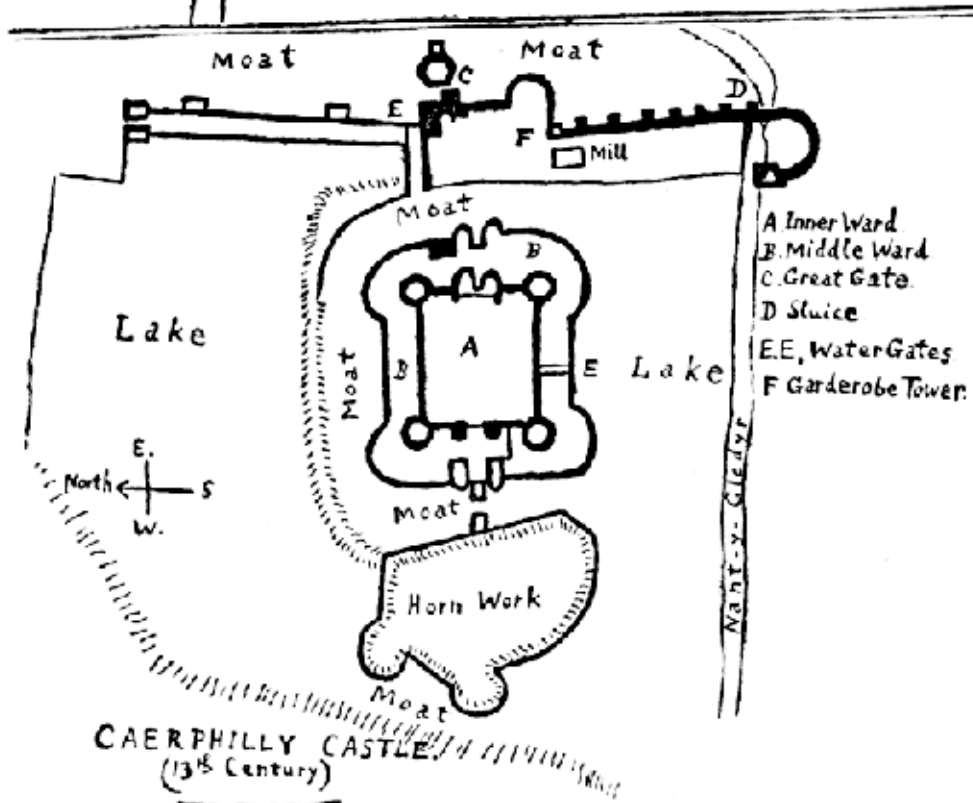 Moat
Moat
C
D
E
F
Mill
Moat
B
A. Inner Ward
B. Middle Ward
C. Great Gate.
D Sluice
E.E, Water Gates
F Garderobe Tower.
Lake
A
Moat
B
E
Lake
E.
North
S
W.
Moat
Nant-y-Gledyr
Horn Work
Moat
CAERPHILLY CASTLE.
(13th Century)